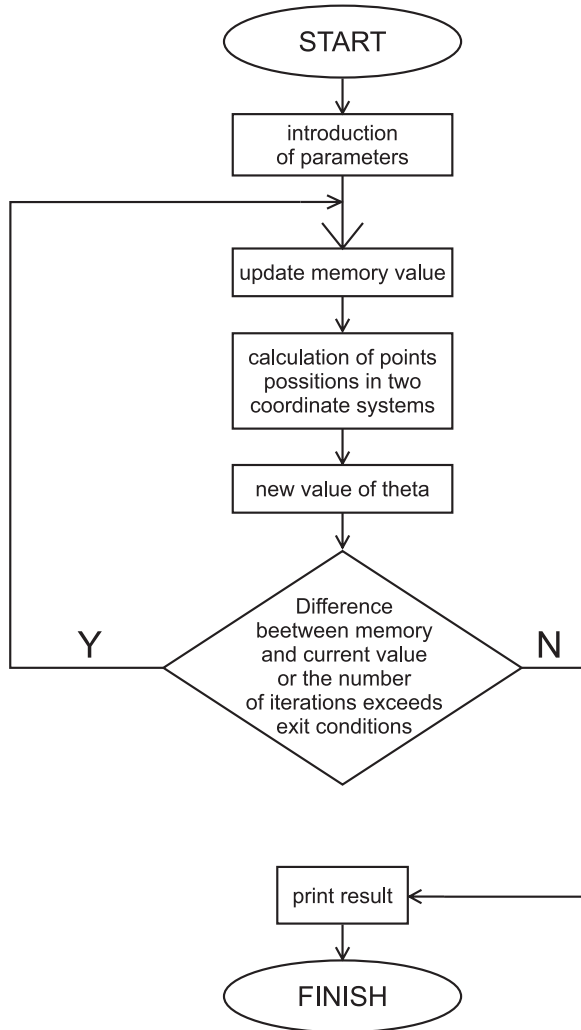 START
introduction
of parameters
update memory value
calculation of points
possitions in two
coordinate systems
new value of theta
Difference
beetween memory
and current value
or the number
of iterations exceeds
exit conditions
Y
N
print result
FINISH